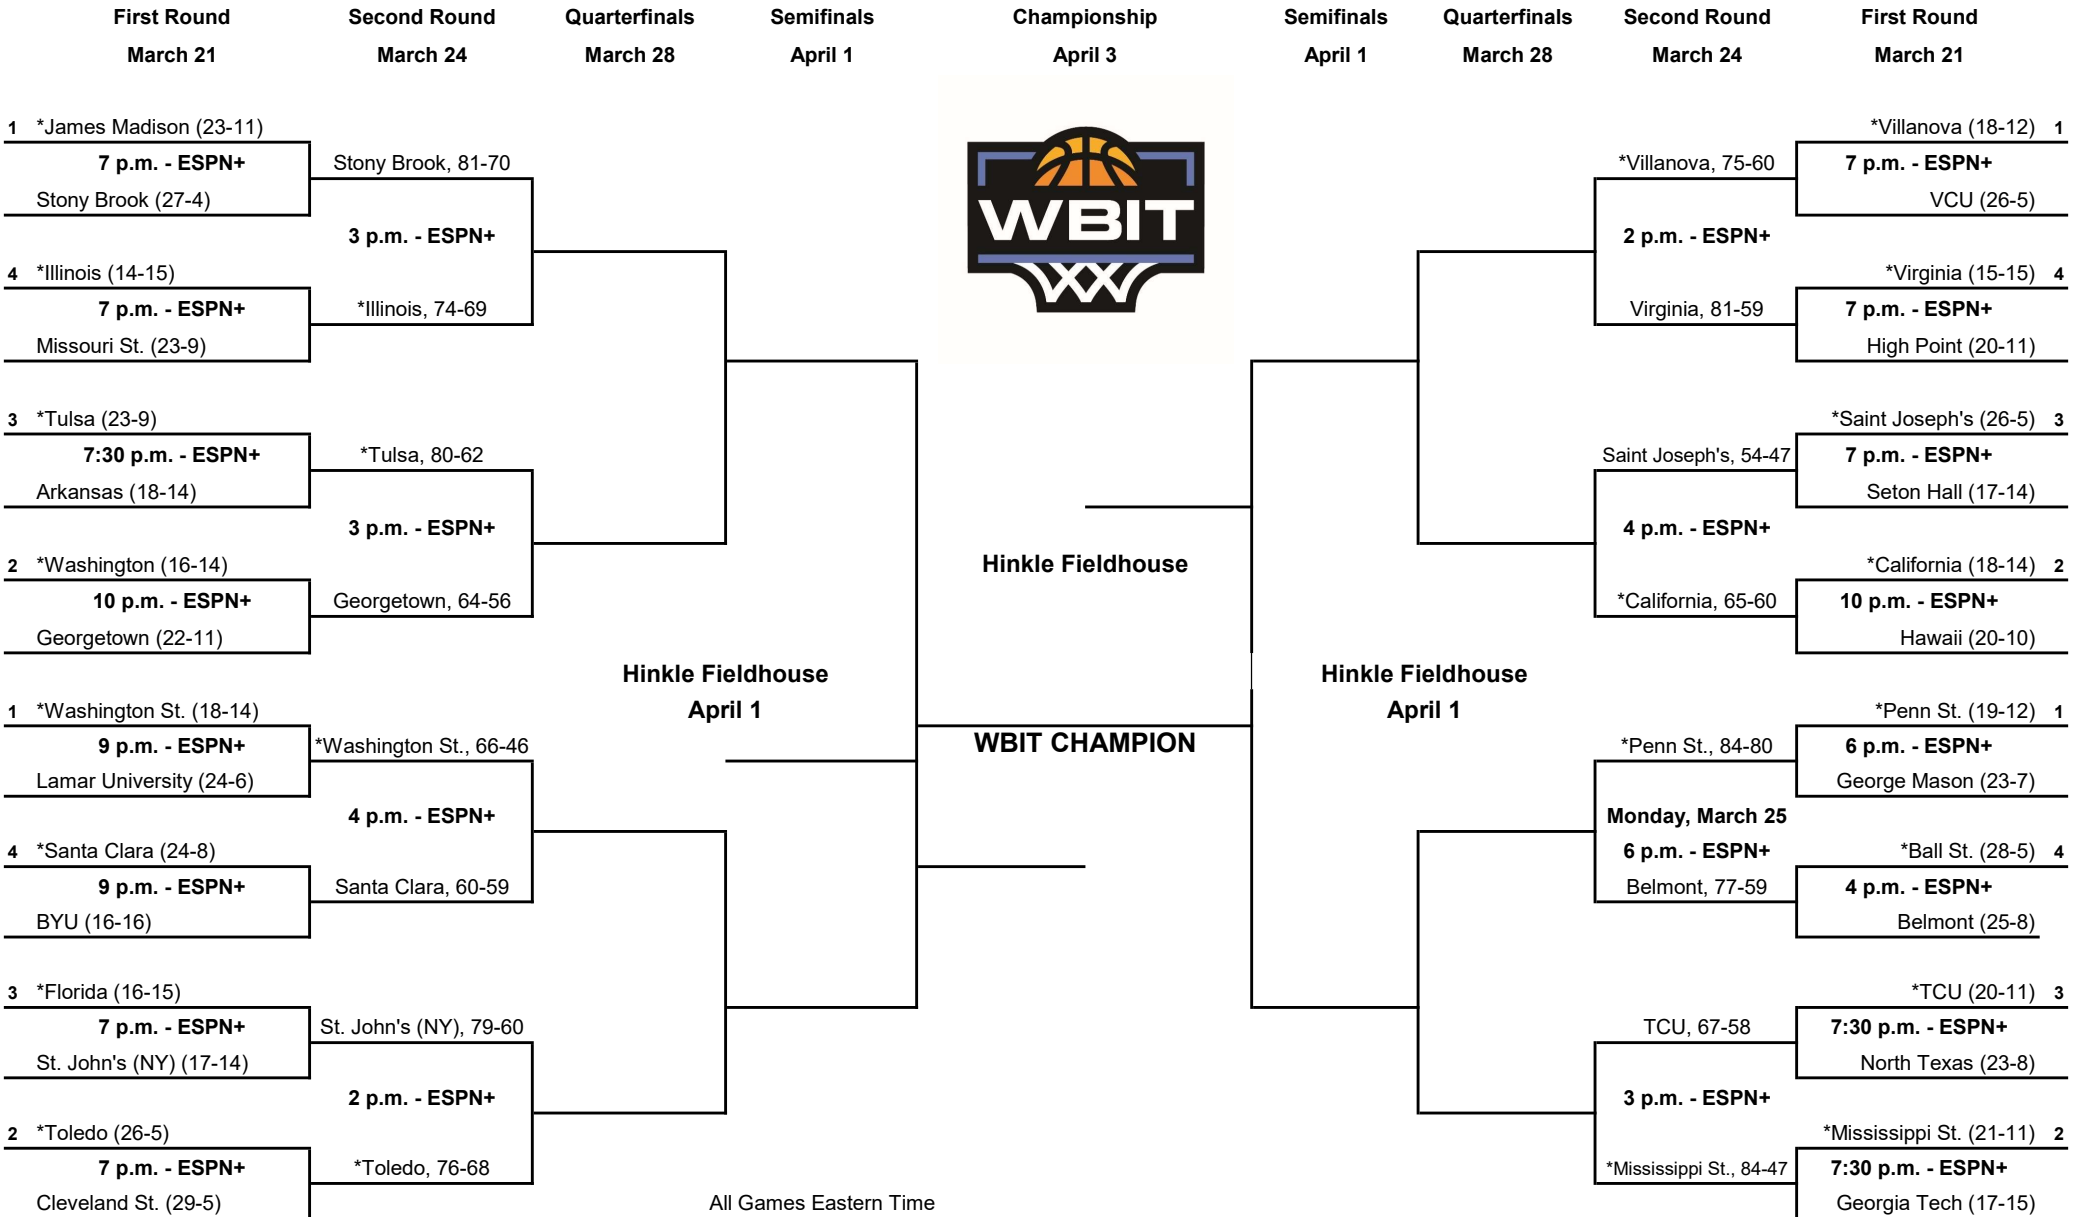 First Round Second Round Quarterfinals Semifinals Championship Semifinals Quarterfinals Second Round First Round
March 21 March 24 March 28 April 1 April 3 April 1 March 28 March 24 March 21
1 *James Madison (23-11)
7 p.m. - ESPN+
Stony Brook (27-4)
Stony Brook, 81-70
3 p.m. - ESPN+
4 *Illinois (14-15)
7 p.m. - ESPN+
Missouri St. (23-9)
*Illinois, 74-69
3 *Tulsa (23-9)
7:30 p.m. - ESPN+
Arkansas (18-14)
*Tulsa, 80-62
3 p.m. - ESPN+
2 *Washington (16-14)
10 p.m. - ESPN+
Georgetown (22-11)
Georgetown, 64-56
Hinkle Fieldhouse
April 1
1 *Washington St. (18-14)
9 p.m. - ESPN+
Lamar University (24-6)
*Washington St., 66-46
4 p.m. - ESPN+
4 *Santa Clara (24-8)
9 p.m. - ESPN+
BYU (16-16)
Santa Clara, 60-59
3 *Florida (16-15)
7 p.m. - ESPN+
St. John's (NY) (17-14)
St. John's (NY), 79-60
2 p.m. - ESPN+
2 *Toledo (26-5)
7 p.m. - ESPN+
Cleveland St. (29-5)
*Toledo, 76-68
WBIT
Hinkle Fieldhouse
WBIT CHAMPION
All Games Eastern Time
*Villanova (18-12) 1
7 p.m. - ESPN+
VCU (26-5)
*Villanova, 75-60
2 p.m. - ESPN+
*Virginia (15-15) 4
7 p.m. - ESPN+
High Point (20-11)
Virginia, 81-59
*Saint Joseph's (26-5) 3
7 p.m. - ESPN+
Seton Hall (17-14)
Saint Joseph's, 54-47
4 p.m. - ESPN+
*California (18-14) 2
10 p.m. - ESPN+
Hawaii (20-10)
*California, 65-60
Hinkle Fieldhouse
April 1
*Penn St. (19-12) 1
6 p.m. - ESPN+
George Mason (23-7)
*Penn St., 84-80
Monday, March 25
6 p.m. - ESPN+
*Ball St. (28-5) 4
4 p.m. - ESPN+
Belmont (25-8)
Belmont, 77-59
*TCU (20-11) 3
7:30 p.m. - ESPN+
North Texas (23-8)
TCU, 67-58
3 p.m. - ESPN+
*Mississippi St. (21-11) 2
7:30 p.m. - ESPN+
Georgia Tech (17-15)
*Mississippi St., 84-47